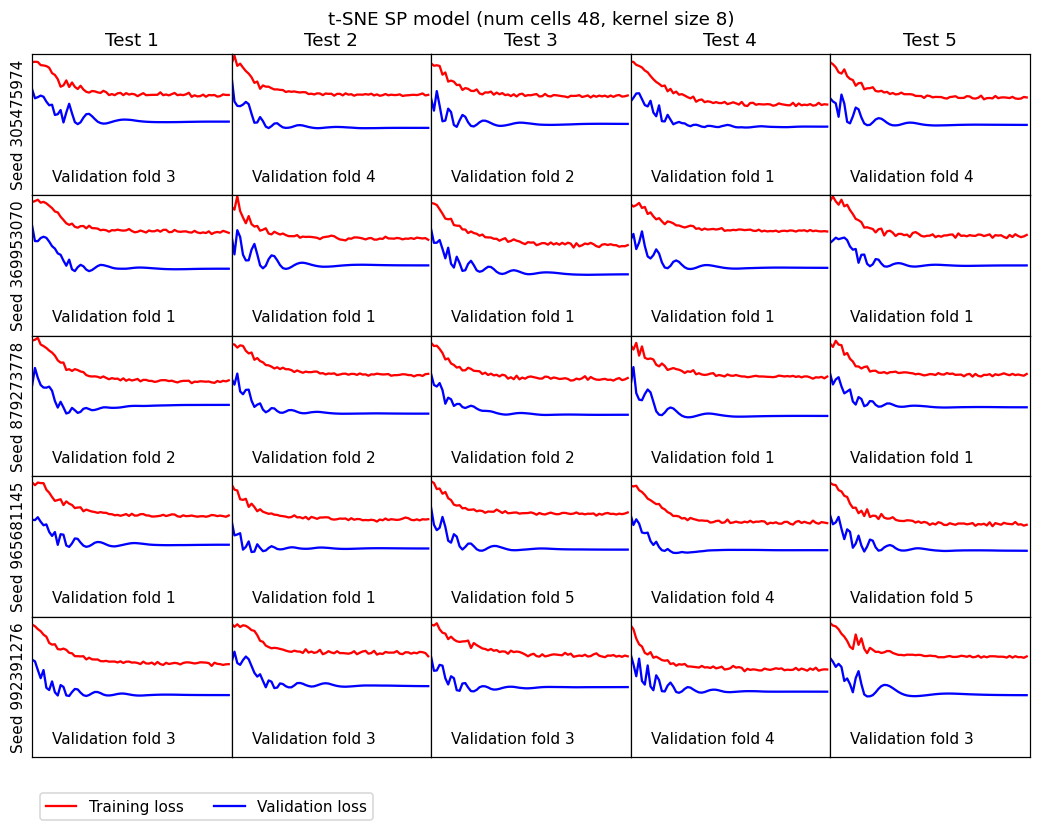 t-SNE SP model (num cells 48, kernel size 8)
Test 1 Test 2 Test 3 Test 4 Test 5
Seed 3054759974
Validation fold 3 Validation fold 4 Validation fold 2 Validation fold 1 Validation fold 4
Seed 3699953070
Validation fold 1 Validation fold 1 Validation fold 1 Validation fold 1 Validation fold 1
Seed 8792773778
Validation fold 2 Validation fold 2 Validation fold 2 Validation fold 1 Validation fold 1
Seed 9656811145
Validation fold 1 Validation fold 1 Validation fold 5 Validation fold 4 Validation fold 5
Seed 9923912276
Validation fold 3 Validation fold 3 Validation fold 3 Validation fold 4 Validation fold 3
Training loss Validation loss